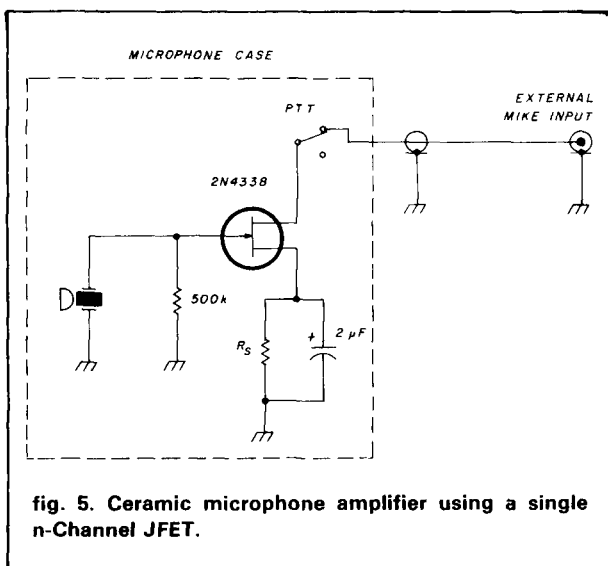 MICROPHONE CASE
PTT
EXTERNAL
MIKE INPUT
2N4338
500k
RS
+
2 µF
fig. 5. Ceramic microphone amplifier using a single
n-Channel JFET.